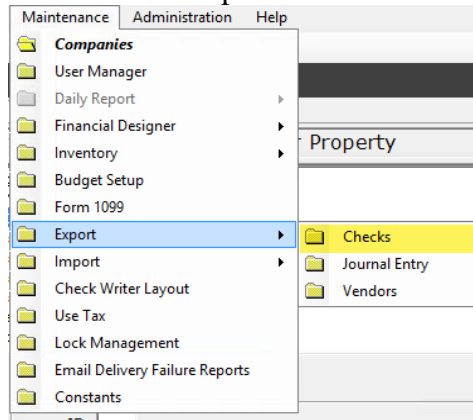 Maintenance Administration Help
Companies
User Manager
Daily Report
Financial Designer
Inventory
Property
Budget Setup
Form 1099
Export
Checks
Import
Journal Entry
Check Writer Layout
Vendors
Use Tax
Lock Management
Email Delivery Failure Reports
Constants